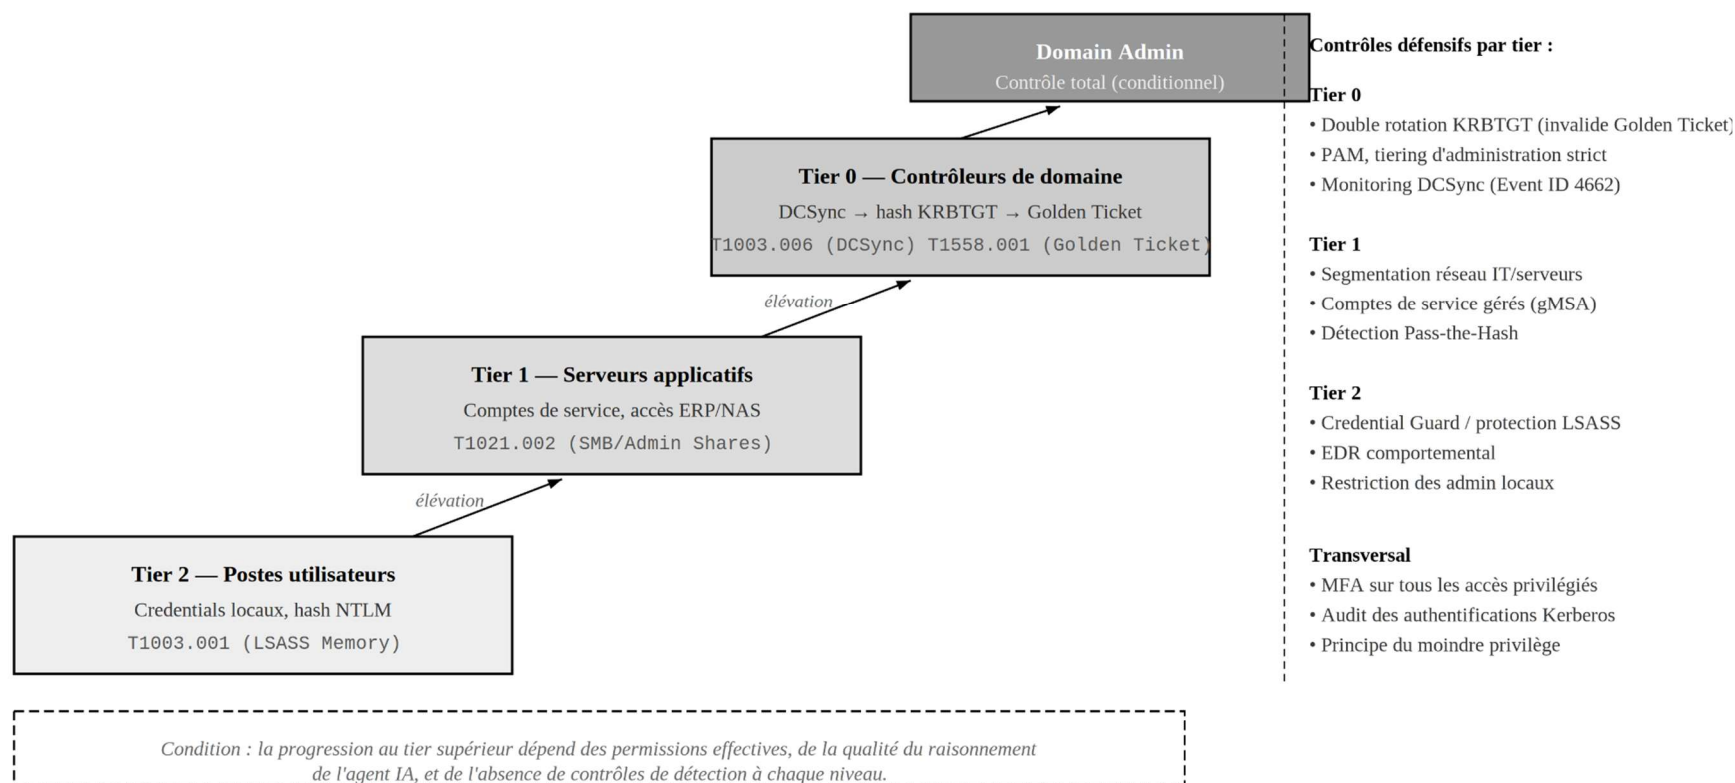 Domain Admin
Contrôle total (conditionnel)
Tier 0 — Contrôleurs de domaine
DCSync → hash KRBTGT → Golden Ticket
T1003.006 (DCSync) T1558.001 (Golden Ticket)
élévation
Tier 1 — Serveurs applicatifs
Comptes de service, accès ERP/NAS
T1021.002 (SMB/Admin Shares)
élévation
Tier 2 — Postes utilisateurs
Credentials locaux, hash NTLM
T1003.001 (LSASS Memory)
Contrôles défensifs par tier :
Tier 0
• Double rotation KRBTGT (invalide Golden Ticket)
• PAM, tiering d'administration strict
• Monitoring DCSync (Event ID 4662)
Tier 1
• Segmentation réseau IT/serveurs
• Comptes de service gérés (gMSA)
• Détection Pass-the-Hash
Tier 2
• Credential Guard / protection LSASS
• EDR comportemental
• Restriction des admin locaux
Transversal
• MFA sur tous les accès privilégiés
• Audit des authentifications Kerberos
• Principe du moindre privilège
Condition : la progression au tier supérieur dépend des permissions effectives, de la qualité du raisonnement
de l'agent IA, et de l'absence de contrôles de détection à chaque niveau.